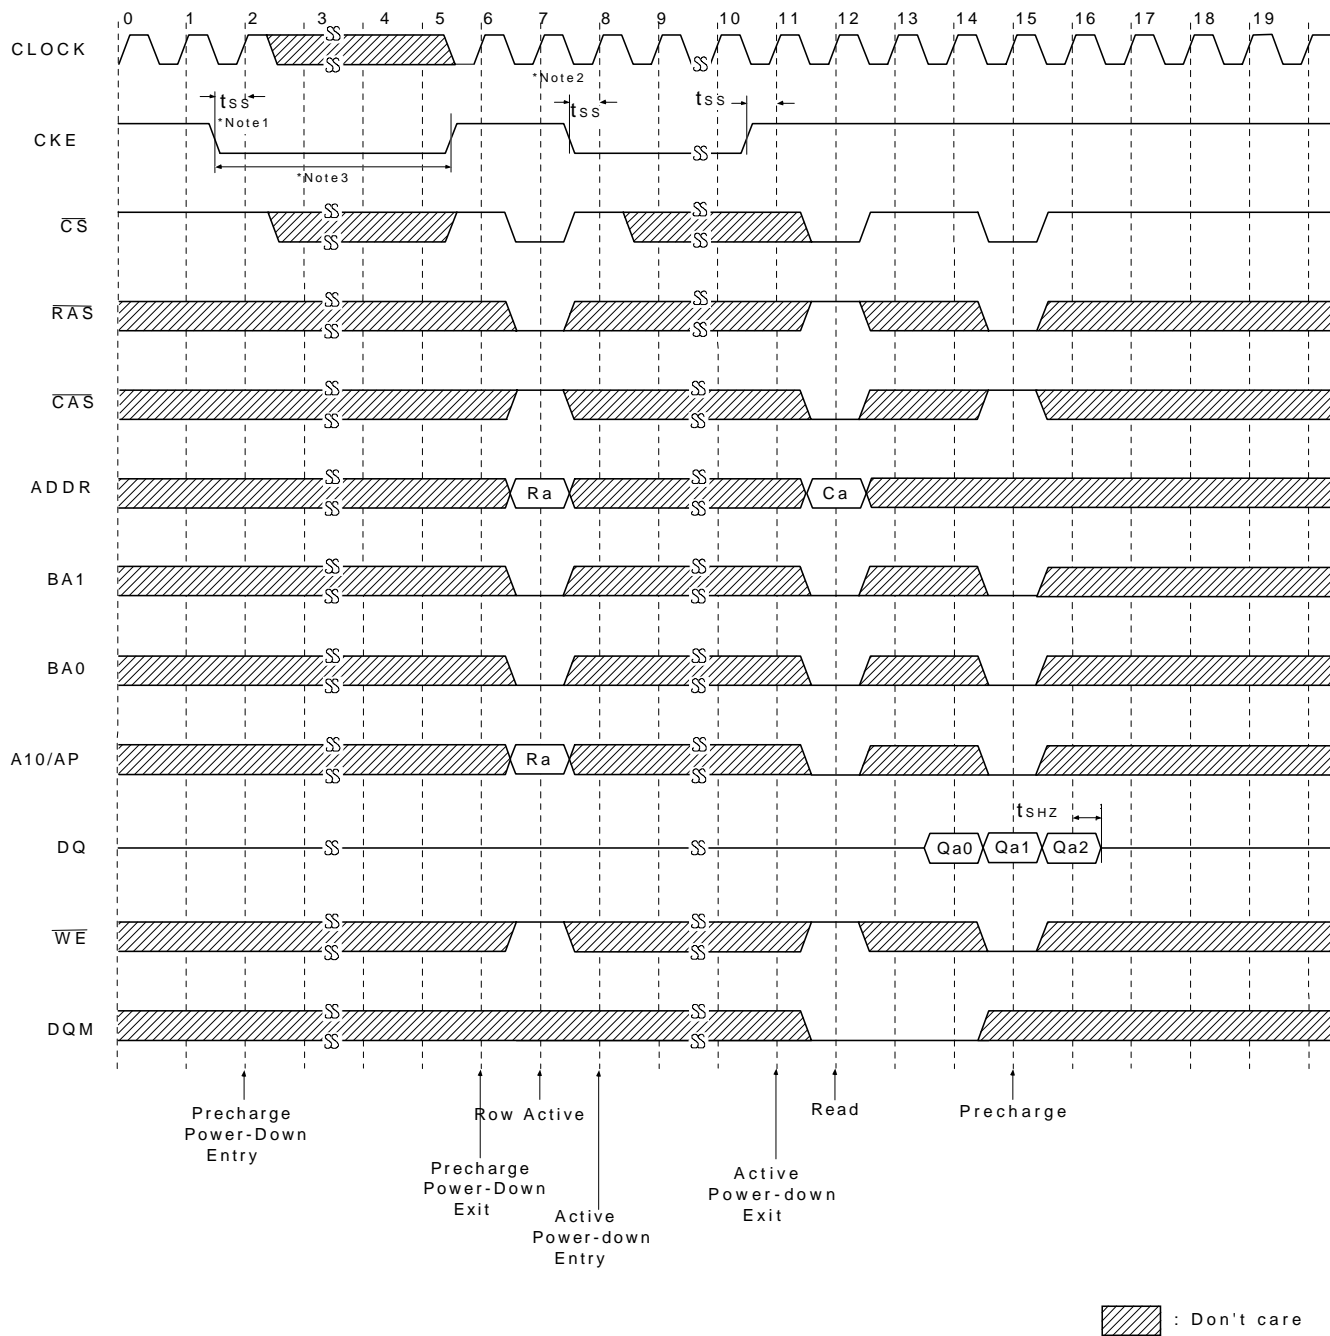 0 1 2 3 4 5 6 7 8 9 10 11 12 13 14 15 16 17 18 19
CLOCK
*Note2
tSS tSS tSS
*Note1
CKE
*Note3
CS
RAS
CAS
ADDR Ra Ca
BA1
BA0
A10/AP Ra
tSHZ
DQ Qa0 Qa1 Qa2
WE
DQM
Precharge
Power-Down
Entry
Row Active
Read
Precharge
Precharge
Power-Down
Exit
Active
Power-down
Exit
Active
Power-down
Entry
: Don't care